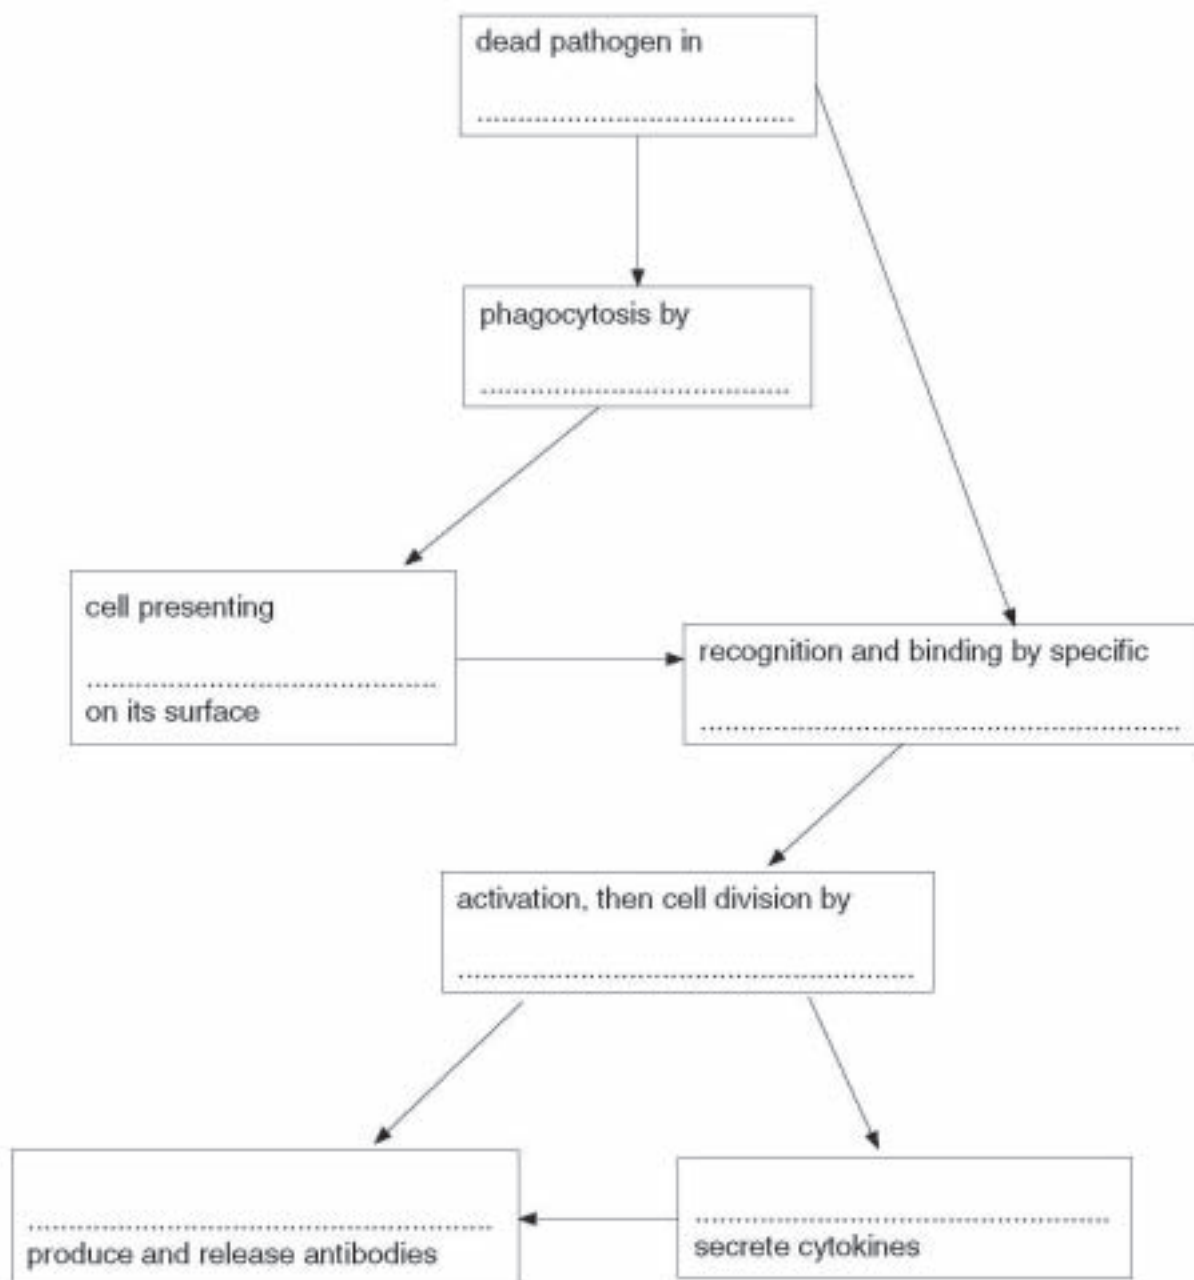 dead pathogen in
phagocytosis by
cell presenting
on its surface
recognition and binding by specific
activation, then cell division by
produce and release antibodies
secrete cytokines